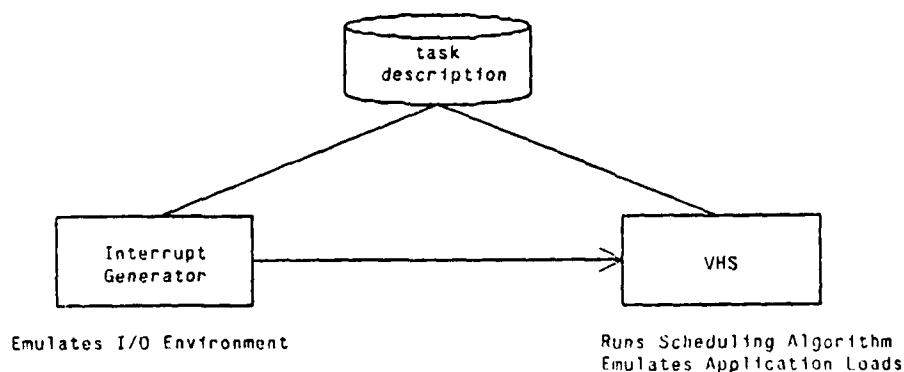 task
description
Interrupt
Generator
VHS
Emulates I/O Environment
Runs Scheduling Algorithm
Emulates Application Loads